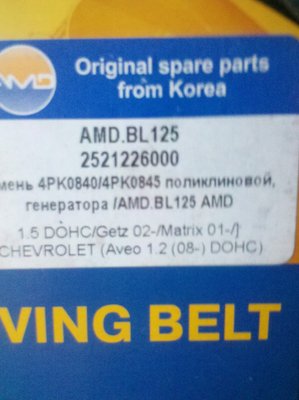 AMD
Original spare parts
from Korea
AMD.BL125
2521226000
мень 4PK0840/4PK0845 поликлиновой,
генератора /AMD.BL125 AMD
1.5 DOHC/Getz 02-/Matrix 01-/
CHEVROLET (Aveo 1.2 (08-) DOHC)
VING BELT